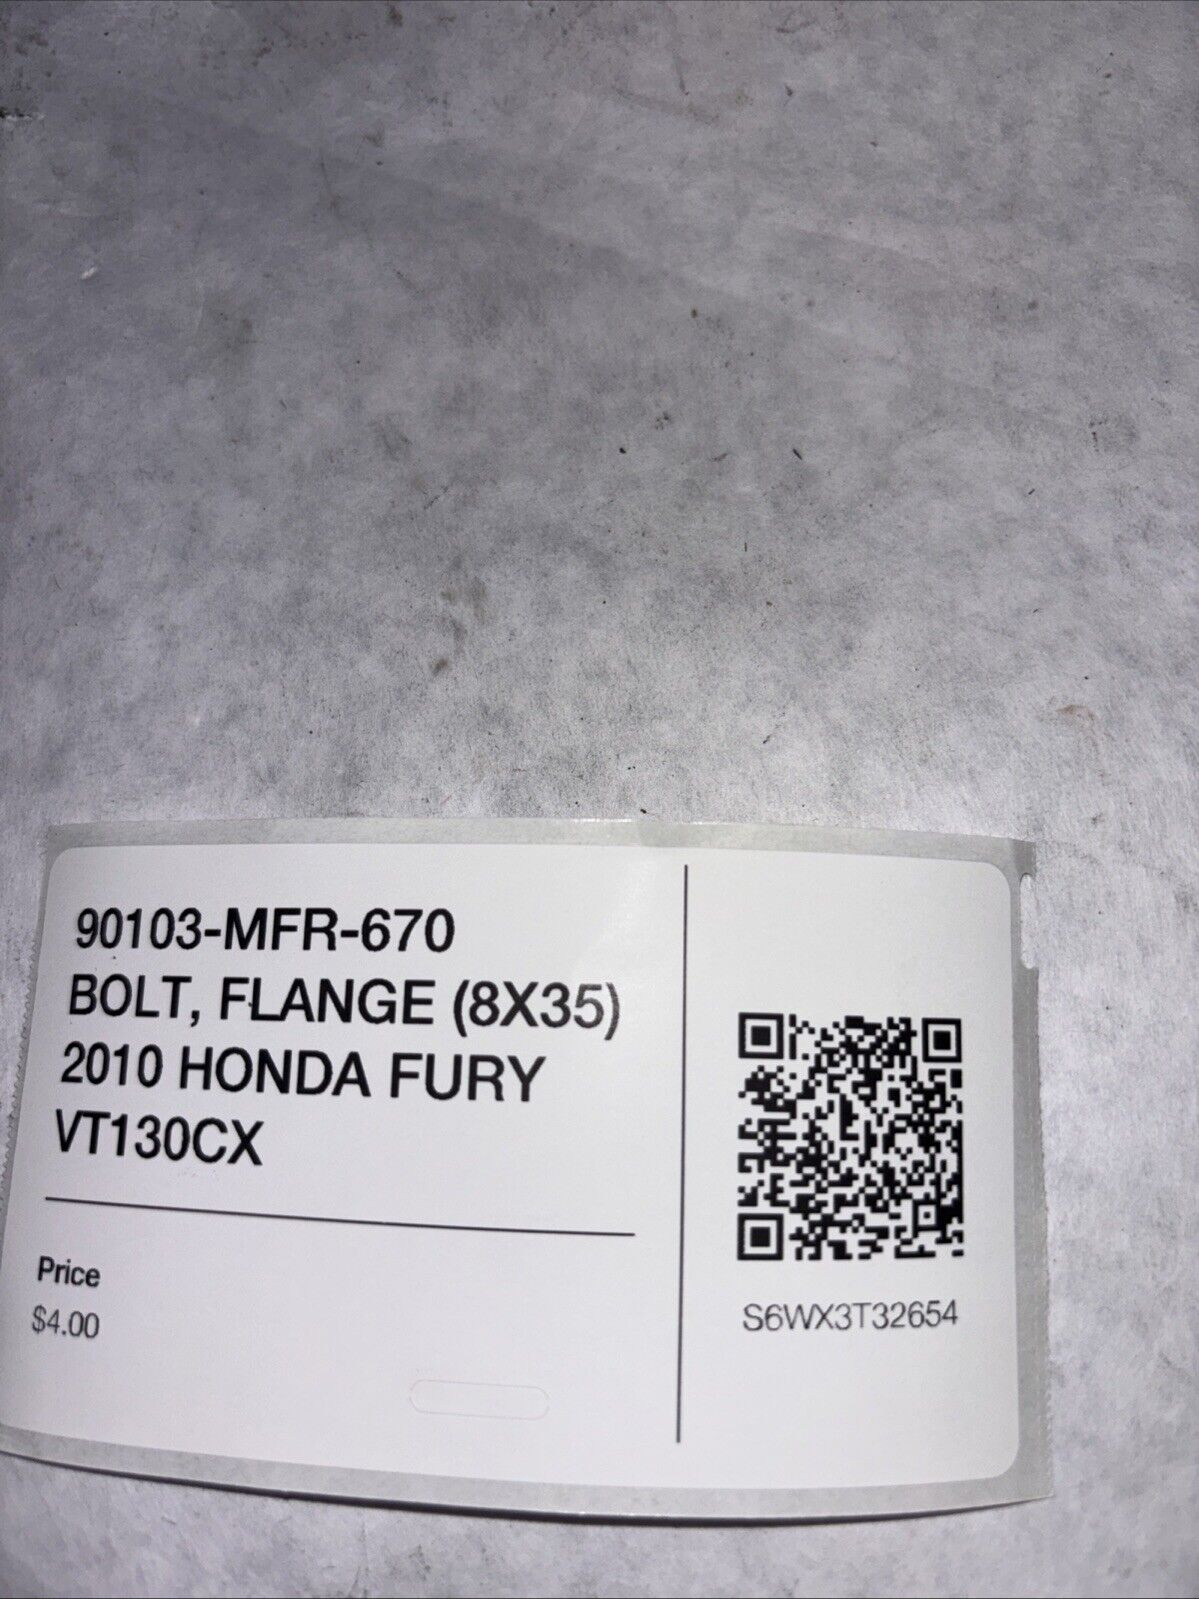 90103-MFR-670
BOLT, FLANGE (8X35)
2010 HONDA FURY
VT130CX
Price
$4.00
S6WX3T32654